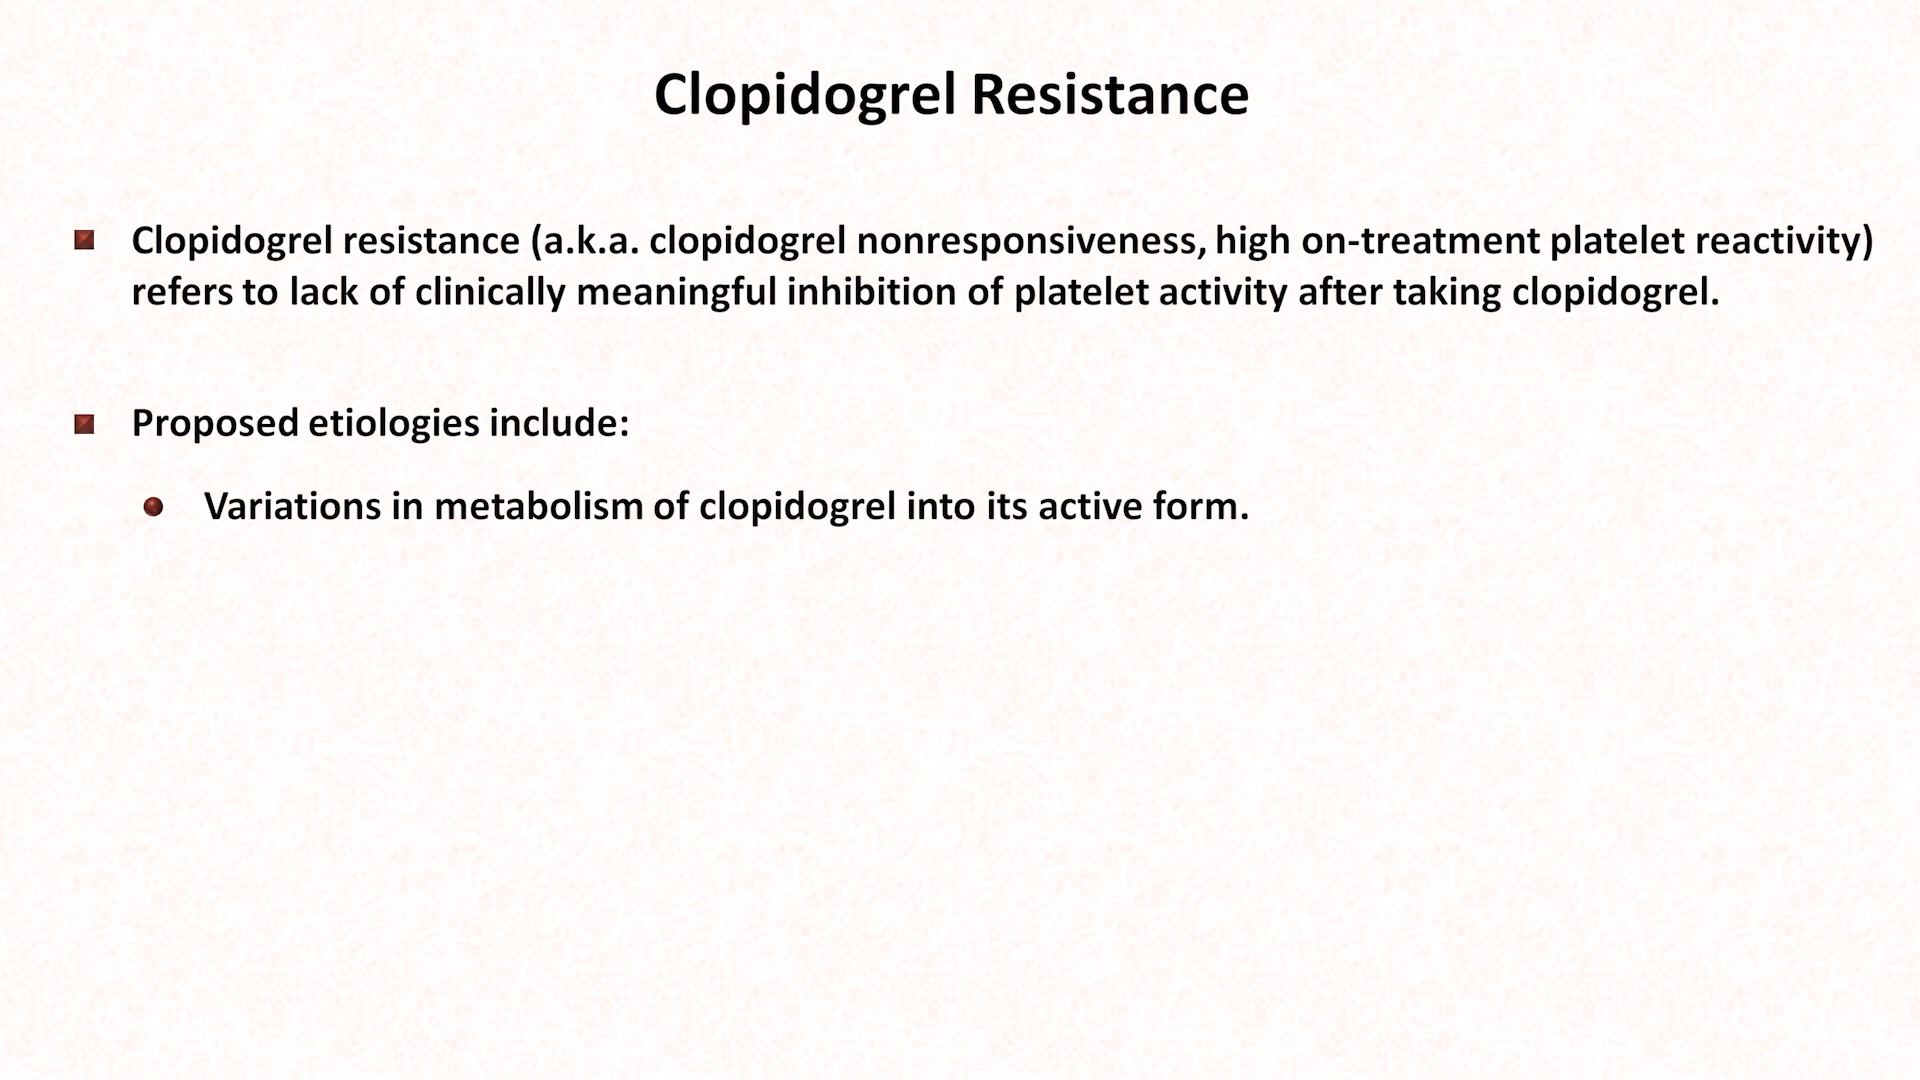 Clopidogrel Resistance
Clopidogrel resistance (a.k.a. clopidogrel nonresponsiveness, high on-treatment platelet reactivity)
refers to lack of clinically meaningful inhibition of platelet activity after taking clopidogrel.
Proposed etiologies include:
Variations in metabolism of clopidogrel into its active form.